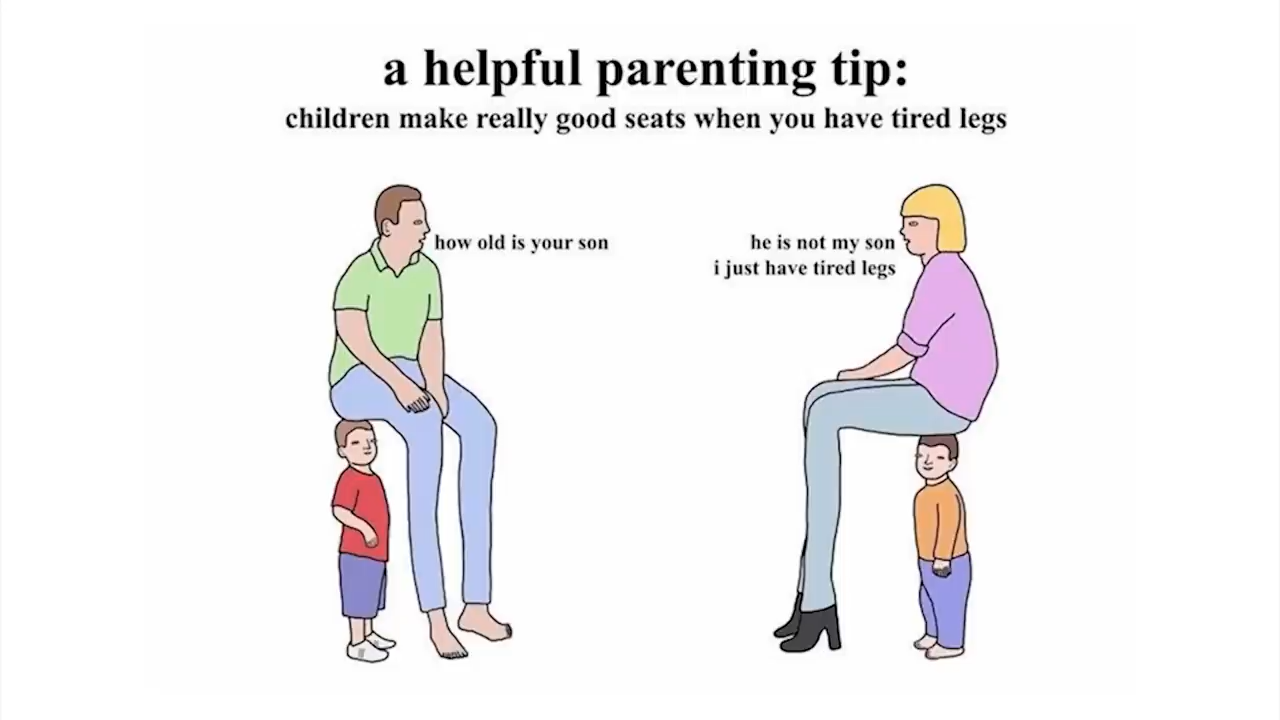 a helpful parenting tip:
children make really good seats when you have tired legs
how old is your son
he is not my son
i just have tired legs